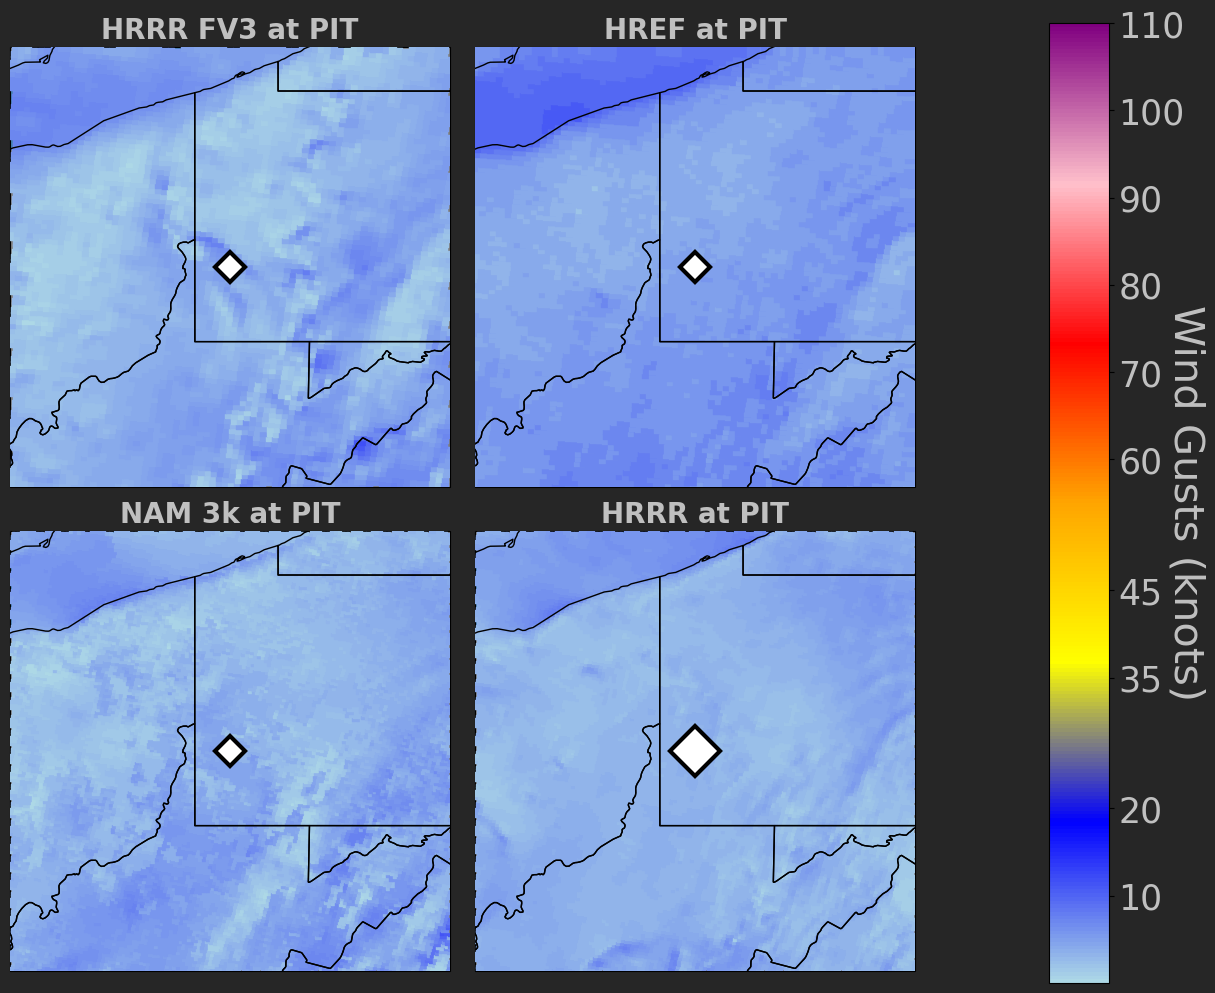 HRRR FV3 at PIT
HREF at PIT
NAM 3k at PIT
HRRR at PIT
110
100
90
80
70
60
45
35
20
10
Wind Gusts (knots)